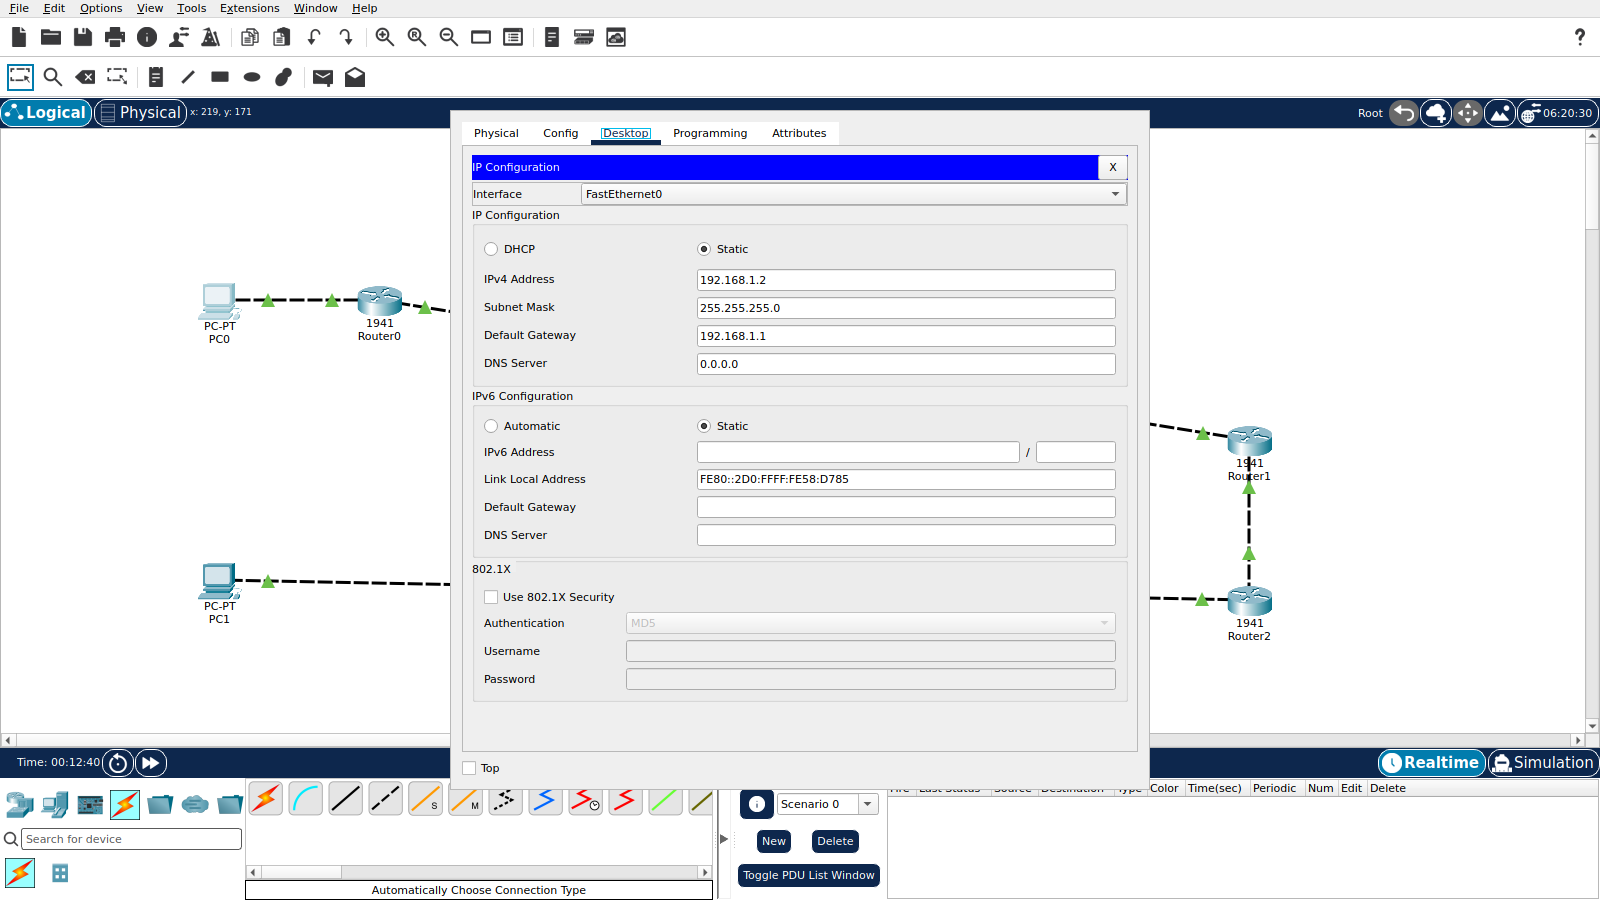 File Edit Options View Tools Extensions Window Help
?
Logical Physical x: 219, y: 171
Root 06:20:30
Physical Config Desktop Programming Attributes
IP Configuration X
Interface FastEthernet0
IP Configuration
DHCP Static
IPv4 Address 192.168.1.2
Subnet Mask 255.255.255.0
Default Gateway 192.168.1.1
DNS Server 0.0.0.0
IPv6 Configuration
Automatic Static
IPv6 Address /
Link Local Address FE80::2D0:FFFF:FE58:D785
Default Gateway
DNS Server
802.1X
Use 802.1X Security
Authentication MD5
Username
Password
Top
PC-PT
PC0
1941
Router0
PC-PT
PC1
1941
Router1
1941
Router2
Time: 00:12:40
Realtime Simulation
Search for device
S M
Automatically Choose Connection Type
Scenario 0
New Delete
Toggle PDU List Window
Fire Last Status Source Destination Type Color Time(sec) Periodic Num Edit Delete